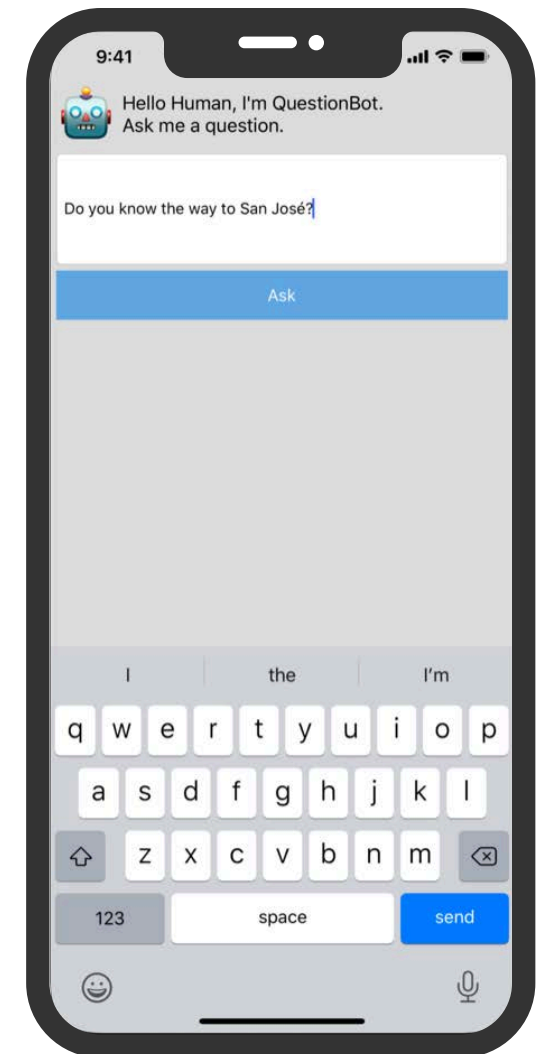 9:41
Hello Human, I'm QuestionBot.
Ask me a question.
Do you know the way to San José?
Ask
I the I'm
q w e r t y u i o p
a s d f g h j k l
z x c v b n m
123 space send